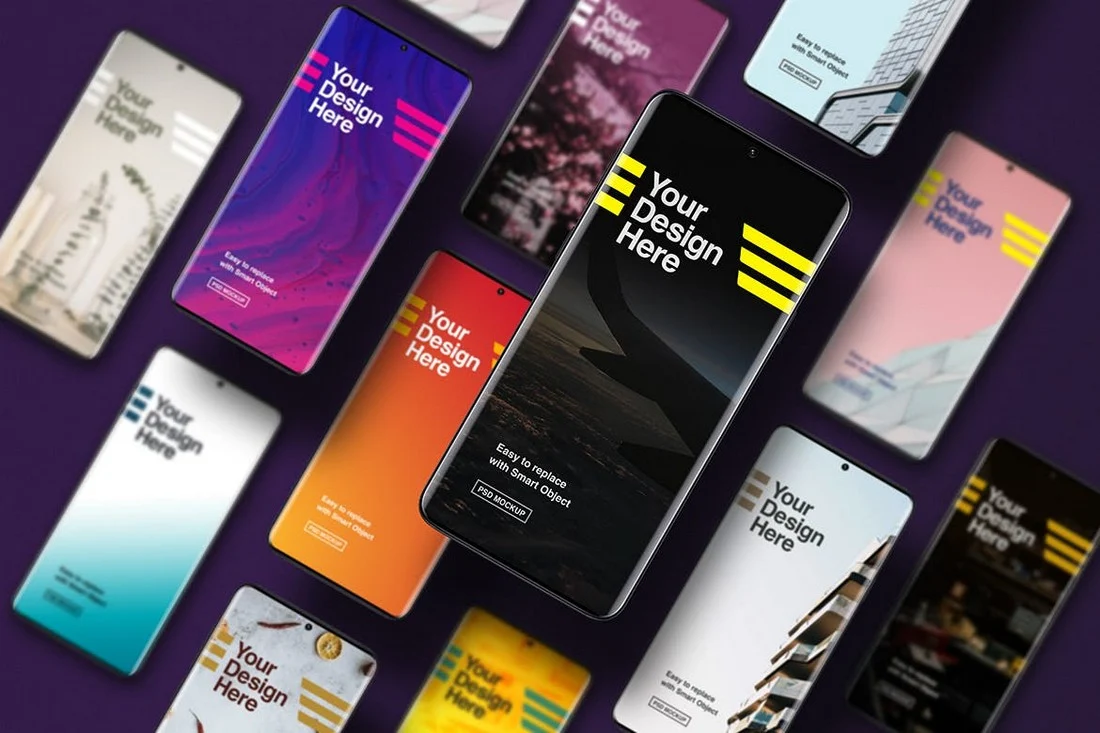 Your
Design
Here
Your
Design
Here
Easy to replace
with Smart Object
PSD MOCKUP
Your
Design
Here
Easy to replace
with Smart Object
PSD MOCKUP
Your
Design
Here
Easy to replace
with Smart Object
PSD MOCKUP
Your
Design
Here
Your
Design
Here
Easy to replace
with Smart Object
PSD MOCKUP
Your
Design
Here
Easy to replace
with Smart Object
Your
Design
Here
Easy to replace
with Smart Object
PSD MOCKUP
Your
Design
Here
Your
Design
Here
Your
Design
Here